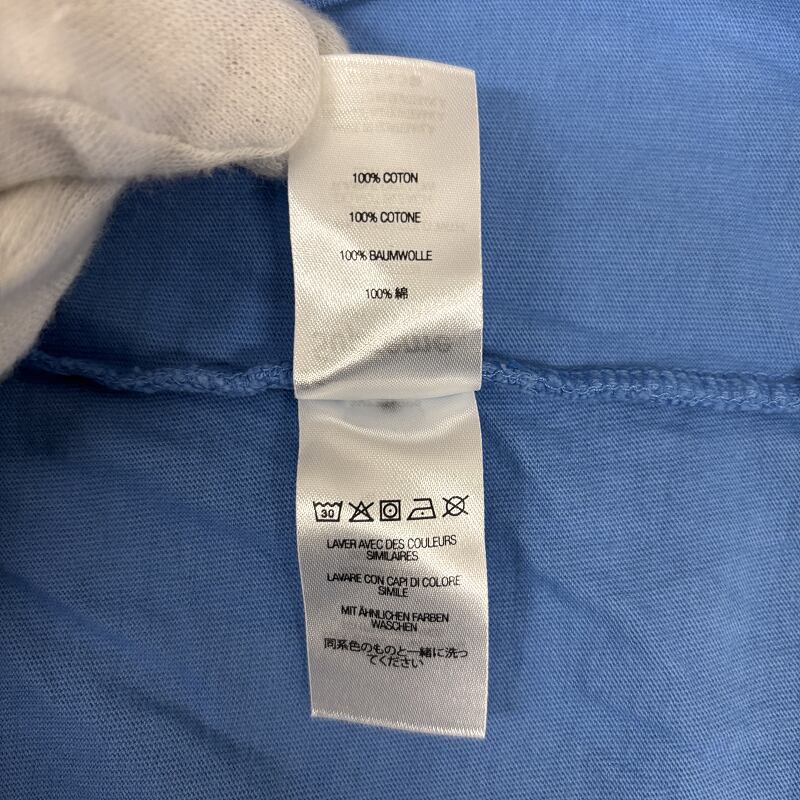 100% COTON
100% COTONE
100% BAUMWOLLE
100% 綿
30
LAVER AVEC DES COULEURS
SIMILAIRES
LAVARE CON CAPI DI COLORE
SIMILE
MIT ÄHNLICHEN FARBEN
WASCHEN
同系色のものと一緒に洗っ
てください